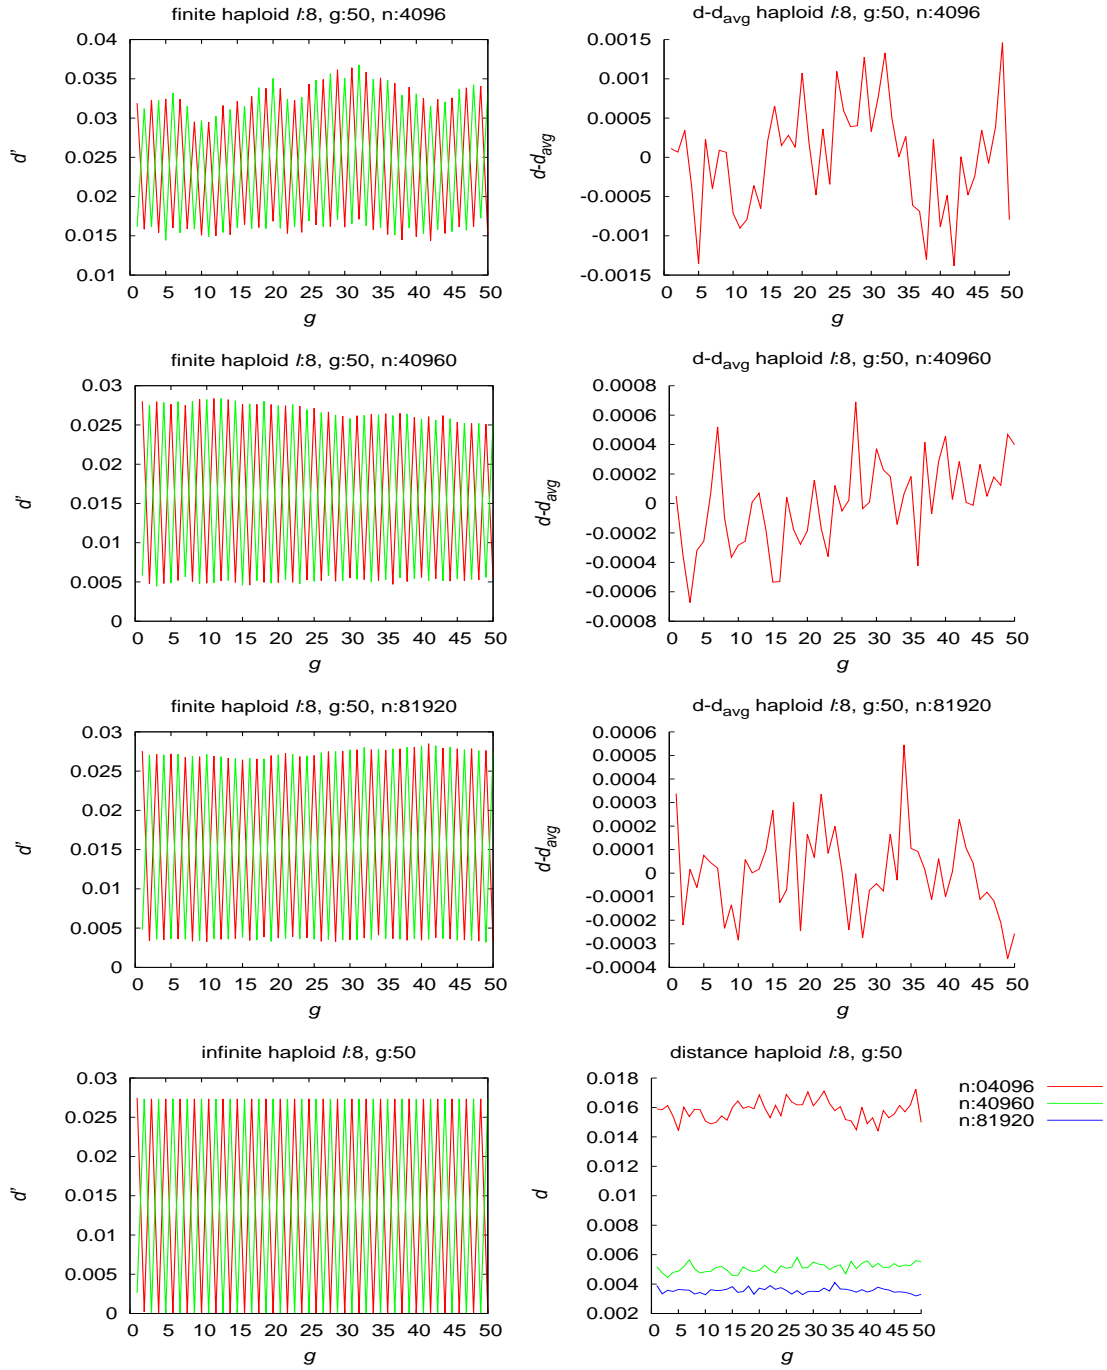 finite haploid l:8, g:50, n:4096
0.04
0.035
0.03
0.025
0.02
0.015
0.01
d'
0 5 10 15 20 25 30 35 40 45 50
g
d-davg haploid l:8, g:50, n:4096
0.0015
0.001
0.0005
0
-0.0005
-0.001
-0.0015
d-davg
0 5 10 15 20 25 30 35 40 45 50
g
finite haploid l:8, g:50, n:40960
0.03
0.025
0.02
0.015
0.01
0.005
0
d'
0 5 10 15 20 25 30 35 40 45 50
g
d-davg haploid l:8, g:50, n:40960
0.0008
0.0006
0.0004
0.0002
0
-0.0002
-0.0004
-0.0006
-0.0008
d-davg
0 5 10 15 20 25 30 35 40 45 50
g
finite haploid l:8, g:50, n:81920
0.03
0.025
0.02
0.015
0.01
0.005
0
d'
0 5 10 15 20 25 30 35 40 45 50
g
d-davg haploid l:8, g:50, n:81920
0.0006
0.0005
0.0004
0.0003
0.0002
0.0001
0
-0.0001
-0.0002
-0.0003
-0.0004
d-davg
0 5 10 15 20 25 30 35 40 45 50
g
infinite haploid l:8, g:50
0.03
0.025
0.02
0.015
0.01
0.005
0
d'
0 5 10 15 20 25 30 35 40 45 50
g
distance haploid l:8, g:50
0.018
0.016
0.014
0.012
0.01
0.008
0.006
0.004
0.002
d
0 5 10 15 20 25 30 35 40 45 50
g
n:04096
n:40960
n:81920